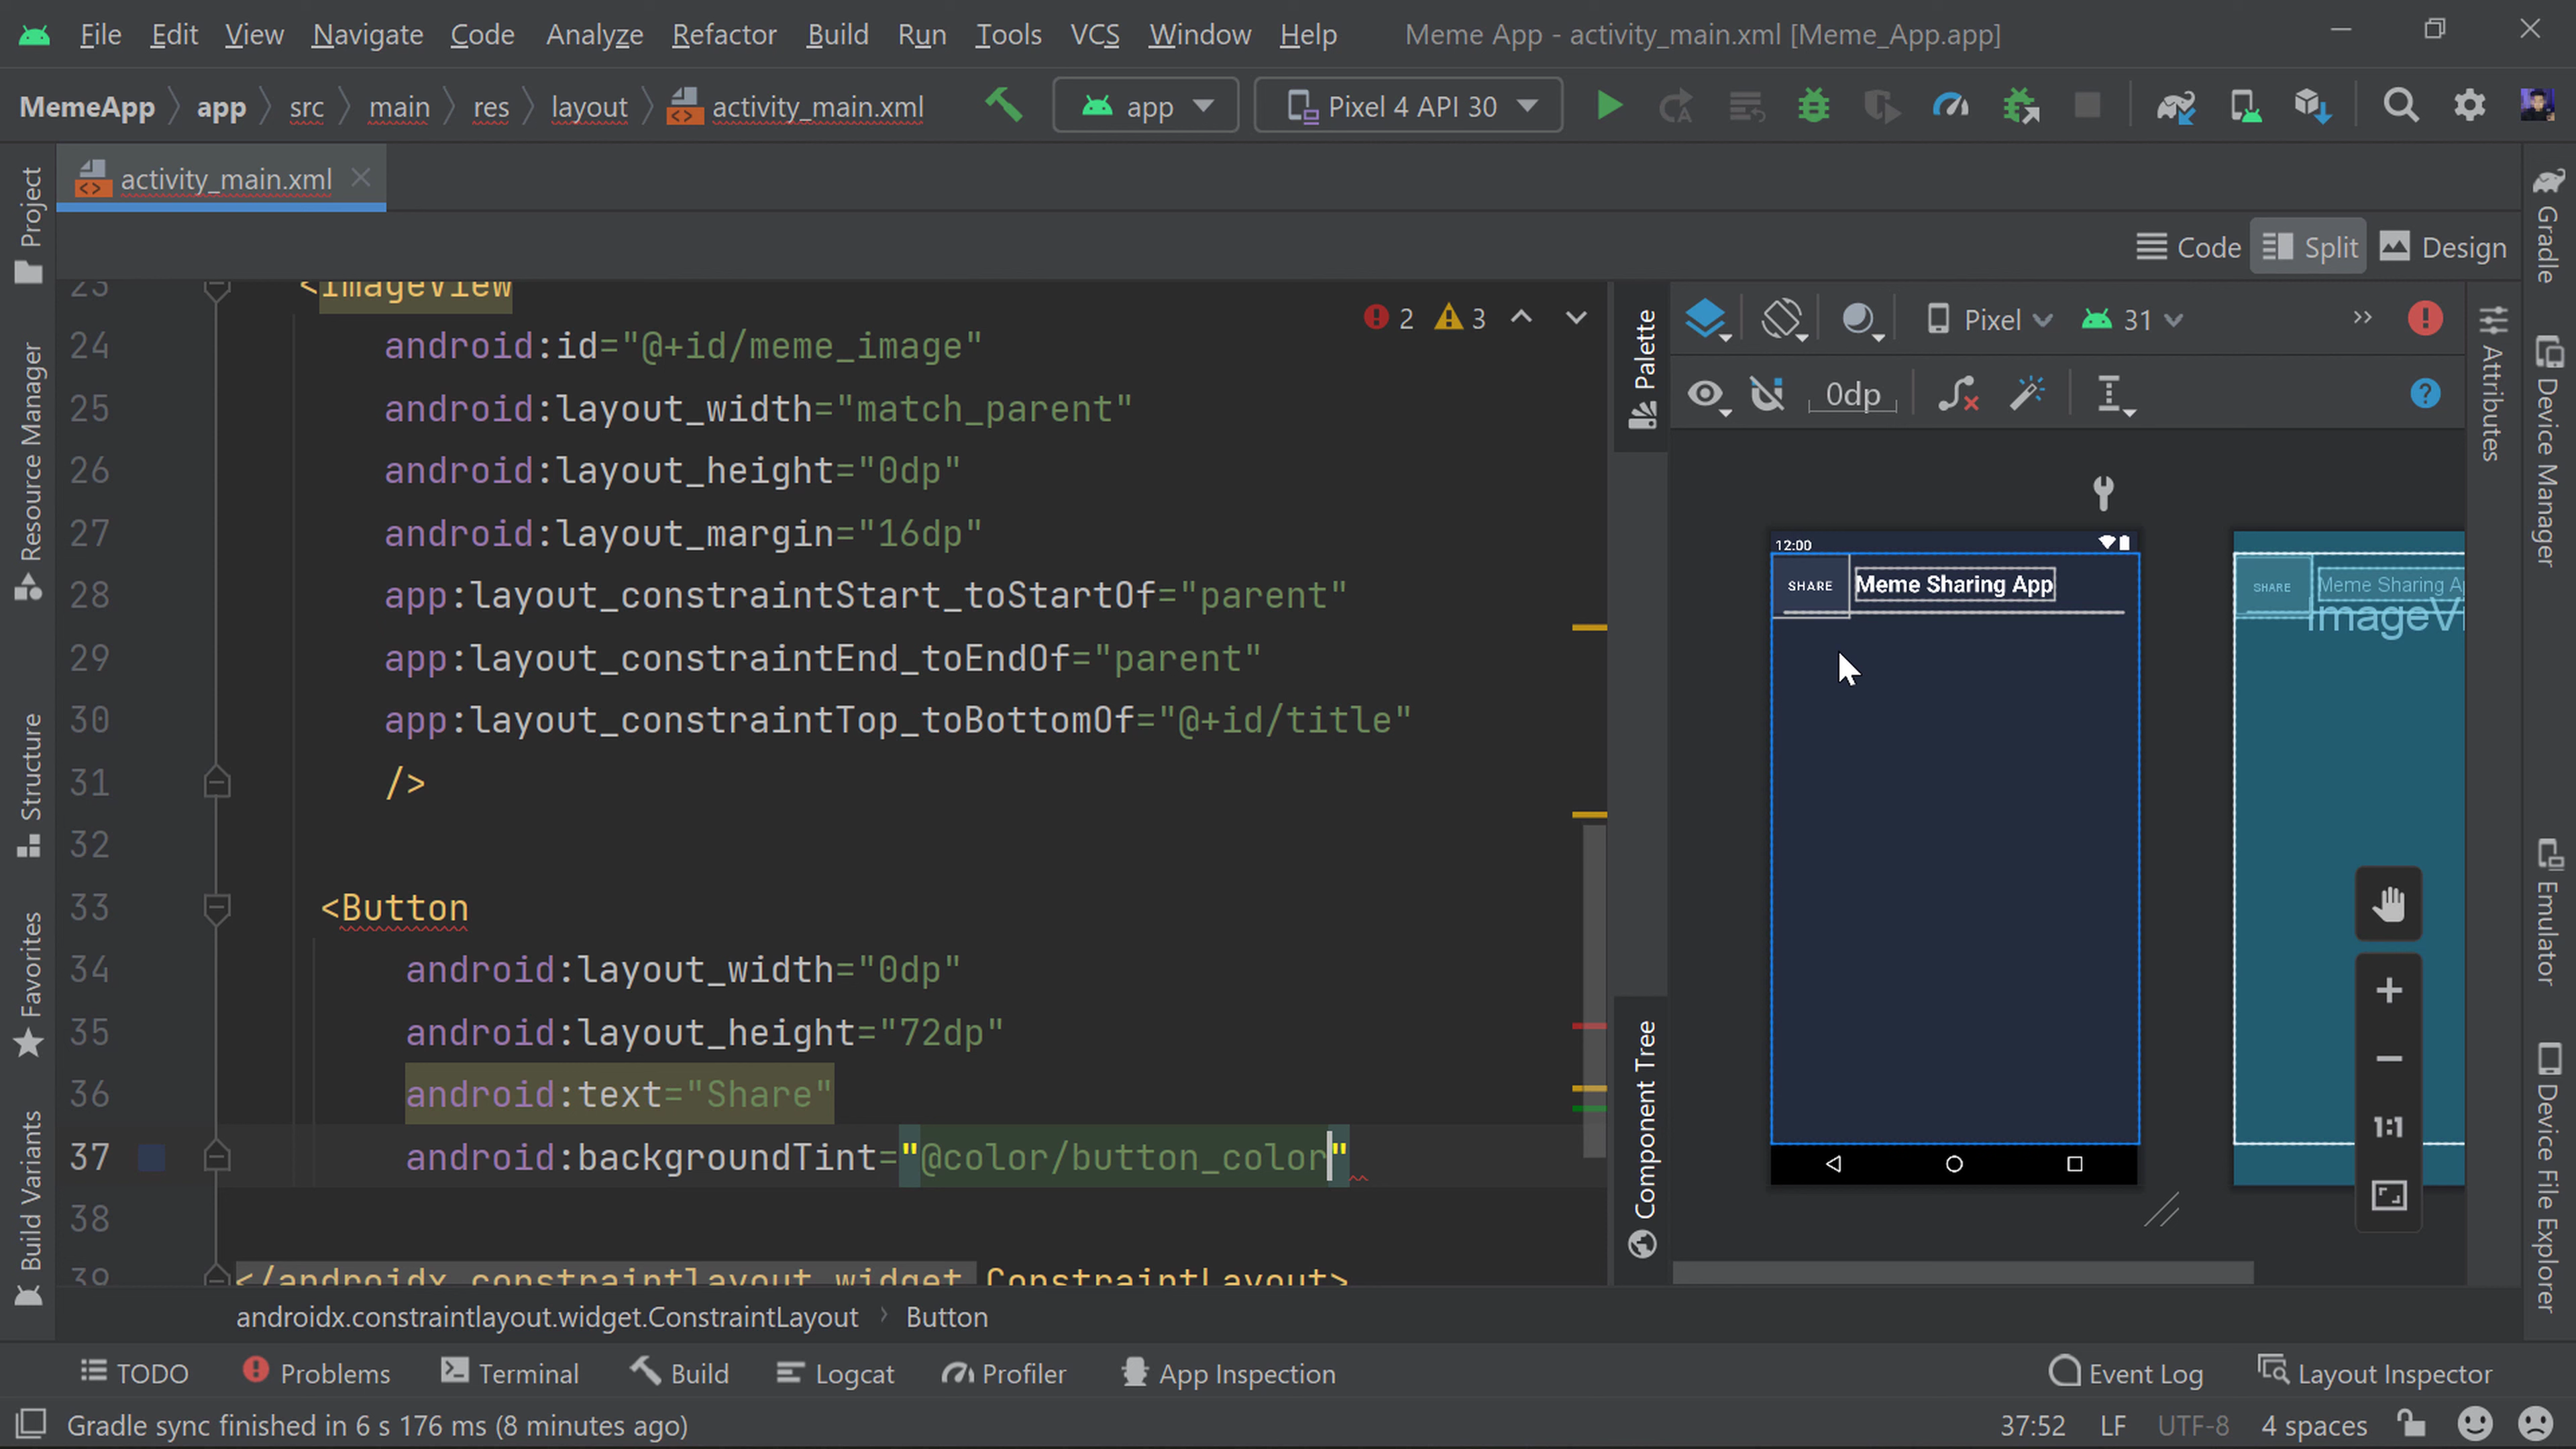 File Edit View Navigate Code Analyze Refactor Build Run Tools VCS Window Help Meme App - activity_main.xml [Meme_App.app]
MemeApp app src main res layout activity_main.xml app Pixel 4 API 30
activity_main.xml
Code Split Design
Project
Resource Manager
Structure
Favorites
Build Variants
2 3
23 <ImageView
24 android:id="@+id/meme_image"
25 android:layout_width="match_parent"
26 android:layout_height="0dp"
27 android:layout_margin="16dp"
28 app:layout_constraintStart_toStartOf="parent"
29 app:layout_constraintEnd_toEndOf="parent"
30 app:layout_constraintTop_toBottomOf="@+id/title"
31 />
32
33 <Button
34 android:layout_width="0dp"
35 android:layout_height="72dp"
36 android:text="Share"
37 android:backgroundTint="@color/button_color"
38
39 </androidx.constraintlayout.widget.ConstraintLayout>
Palette
Component Tree
Pixel 31
0dp
12:00
SHARE Meme Sharing App
SHARE Meme Sharing A
ImageVi
1:1
Attributes
Gradle
Device Manager
Emulator
Device File Explorer
androidx.constraintlayout.widget.ConstraintLayout Button
TODO Problems Terminal Build Logcat Profiler App Inspection Event Log Layout Inspector
Gradle sync finished in 6 s 176 ms (8 minutes ago) 37:52 LF UTF-8 4 spaces